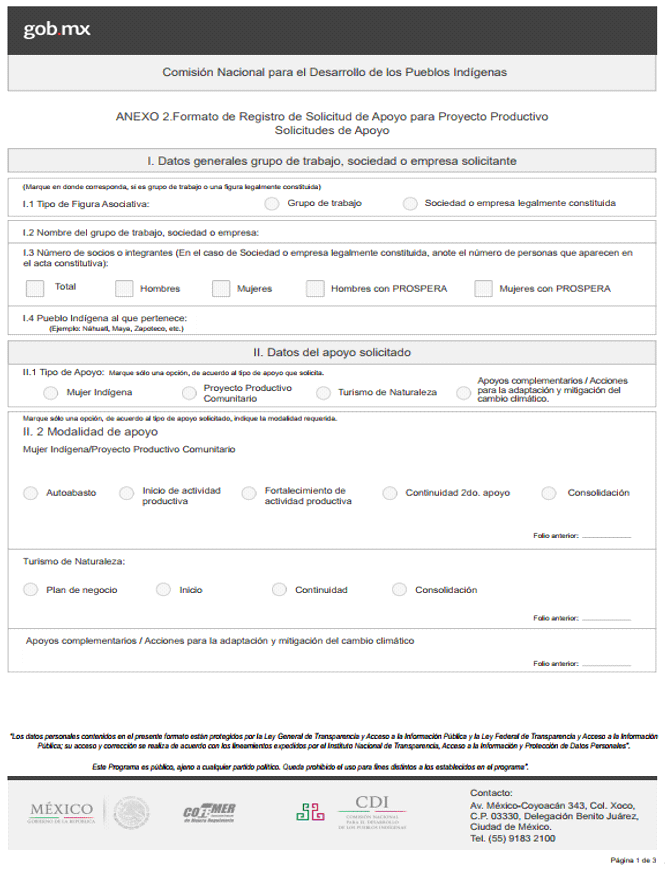 gob.mx
Comisión Nacional para el Desarrollo de los Pueblos Indígenas
ANEXO 2.Formato de Registro de Solicitud de Apoyo para Proyecto Productivo
Solicitudes de Apoyo
I. Datos generales grupo de trabajo, sociedad o empresa solicitante
(Marque en donde corresponda, si es grupo de trabajo o una figura legalmente constituida)
I.1 Tipo de Figura Asociativa: Grupo de trabajo Sociedad o empresa legalmente constituida
I.2 Nombre del grupo de trabajo, sociedad o empresa:
I.3 Número de socios o integrantes (En el caso de Sociedad o empresa legalmente constituida, anote el número de personas que aparecen en
el acta constitutiva):
Total Hombres Mujeres Hombres con PROSPERA Mujeres con PROSPERA
I.4 Pueblo Indígena al que pertenece:
(Ejemplo: Náhuatl, Maya, Zapoteco, etc.)
II. Datos del apoyo solicitado
II.1 Tipo de Apoyo: Marque sólo una opción, de acuerdo al tipo de apoyo que solicita.
Mujer Indígena
Proyecto Productivo
Comunitario
Turismo de Naturaleza
Apoyos complementarios / Acciones
para la adaptación y mitigación del
cambio climático.
Marque sólo una opción, de acuerdo al tipo de apoyo solicitado, indique la modalidad requerida.
II. 2 Modalidad de apoyo
Mujer Indígena/Proyecto Productivo Comunitario
Autoabasto
Inicio de actividad
productiva
Fortalecimiento de
actividad productiva
Continuidad 2do. apoyo
Consolidación
Folio anterior:
Turismo de Naturaleza:
Plan de negocio Inicio Continuidad Consolidación
Folio anterior:
Apoyos complementarios / Acciones para la adaptación y mitigación del cambio climático
Folio anterior:
"Los datos personales contenidos en el presente formato están protegidos por la Ley General de Transparencia y Acceso a la Información Pública y la Ley Federal de Transparencia y Acceso a la Información
Pública; su acceso y corrección se realiza de acuerdo con los lineamientos expedidos por el Instituto Nacional de Transparencia, Acceso a la Información y Protección de Datos Personales".
Este Programa es público, ajeno a cualquier partido político. Queda prohibido el uso para fines distintos a los establecidos en el programa".
MÉXICO
GOBIERNO DE LA REPÚBLICA
COFEMER
CDI
COMISIÓN NACIONAL
PARA EL DESARROLLO
DE LOS PUEBLOS INDÍGENAS
Contacto:
Av. México-Coyoacán 343, Col. Xoco,
C.P. 03330, Delegación Benito Juárez,
Ciudad de México.
Tel. (55) 9183 2100
Página 1 de 3